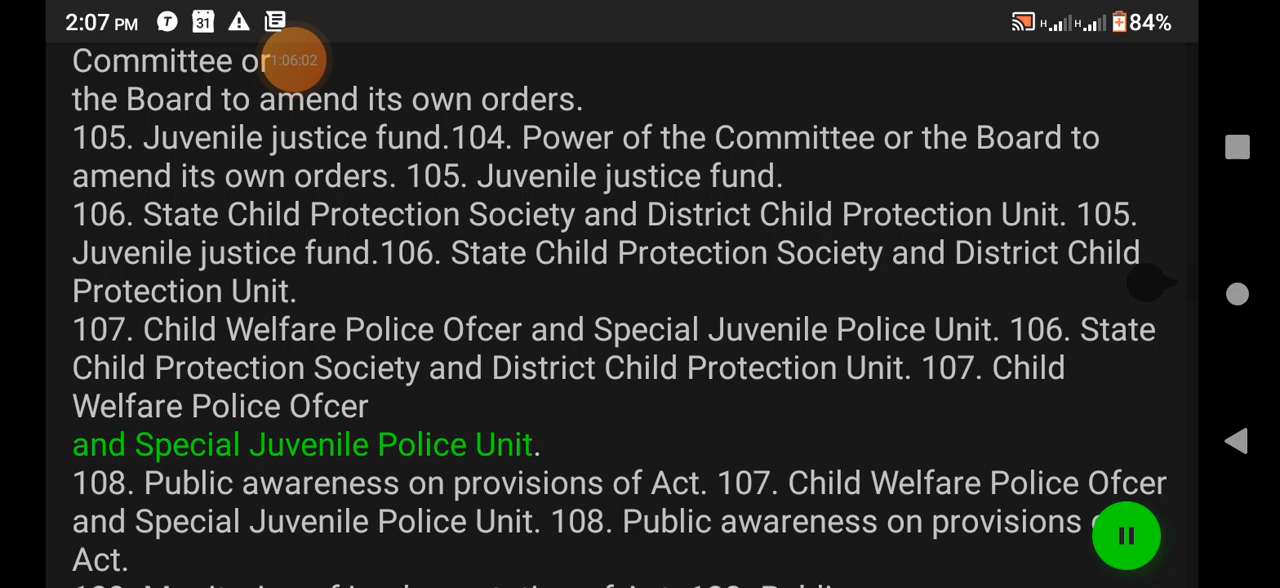 2:07 PM T 31 84%
Committee or 1:06:02
the Board to amend its own orders.
105. Juvenile justice fund.104. Power of the Committee or the Board to
amend its own orders. 105. Juvenile justice fund.
106. State Child Protection Society and District Child Protection Unit. 105.
Juvenile justice fund.106. State Child Protection Society and District Child
Protection Unit.
107. Child Welfare Police Ofcer and Special Juvenile Police Unit. 106. State
Child Protection Society and District Child Protection Unit. 107. Child
Welfare Police Ofcer
and Special Juvenile Police Unit.
108. Public awareness on provisions of Act. 107. Child Welfare Police Ofcer
and Special Juvenile Police Unit. 108. Public awareness on provisions
Act.